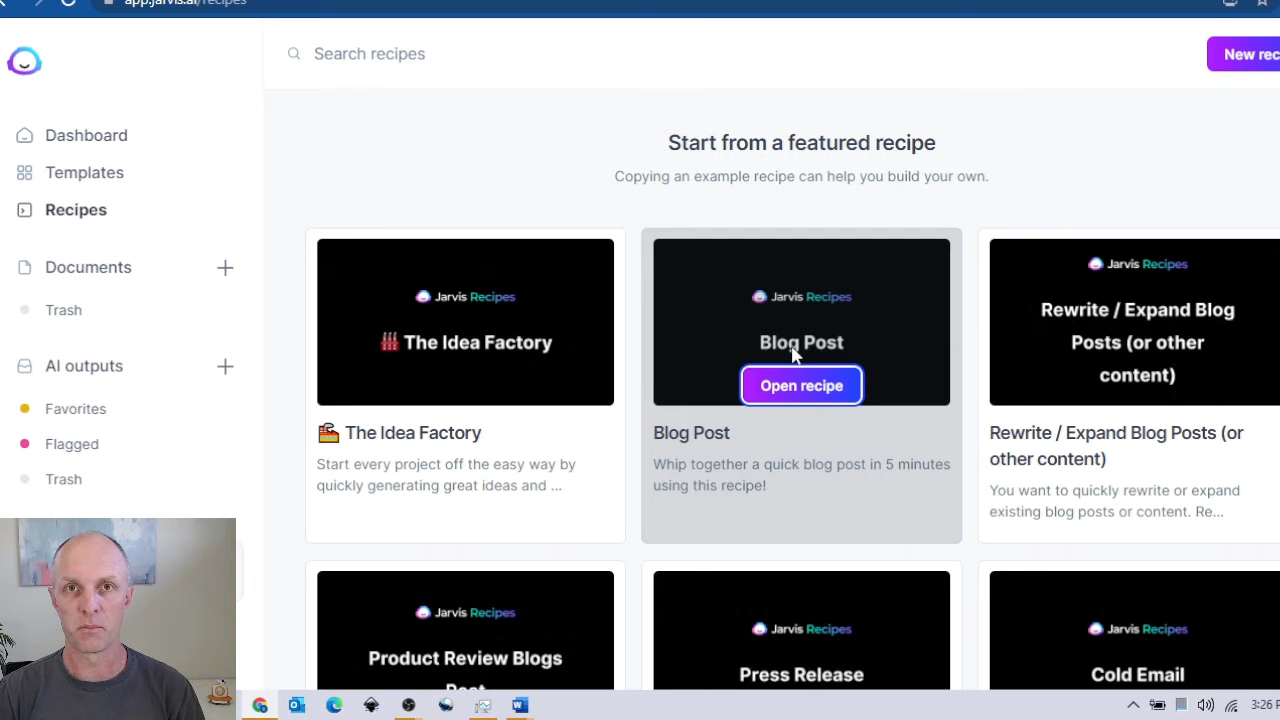 app.jarvis.ai/recipes
Search recipes
New rec
Dashboard
Templates
Recipes
Documents
Trash
AI outputs
Favorites
Flagged
Trash
Start from a featured recipe
Copying an example recipe can help you build your own.
Jarvis Recipes
The Idea Factory
The Idea Factory
Start every project off the easy way by
quickly generating great ideas and ...
Jarvis Recipes
Blog Post
Open recipe
Blog Post
Whip together a quick blog post in 5 minutes
using this recipe!
Jarvis Recipes
Rewrite / Expand Blog
Posts (or other
content)
Rewrite / Expand Blog Posts (or
other content)
You want to quickly rewrite or expand
existing blog posts or content. Re...
Jarvis Recipes
Product Review Blogs
Post
Jarvis Recipes
Press Release
Jarvis Recipes
Cold Email
3:26 P